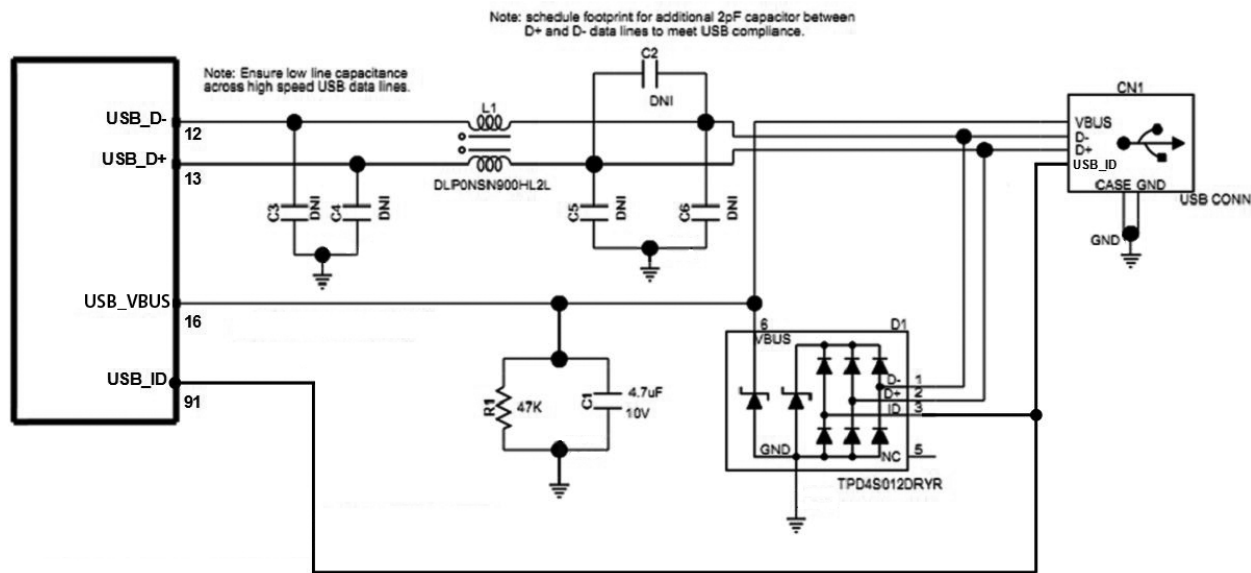 Note: schedule footprint for additional 2pF capacitor between
D+ and D- data lines to meet USB compliance.
Note: Ensure low line capacitance
across high speed USB data lines.
C2
DNI
L1
DLP0NSN900HL2L
CN1
VBUS
D-
D+
USB_ID
CASE GND
USB CONN
GND
USB_D-
12
USB_D+
13
C3
DNI
C4
DNI
C5
DNI
C6
DNI
USB_VBUS
16
USB_ID
91
R1
47K
C1
4.7uF
10V
6
D1
VBUS
D- 1
D+ 2
ID 3
GND
NC 5
TPD4S012DRYR